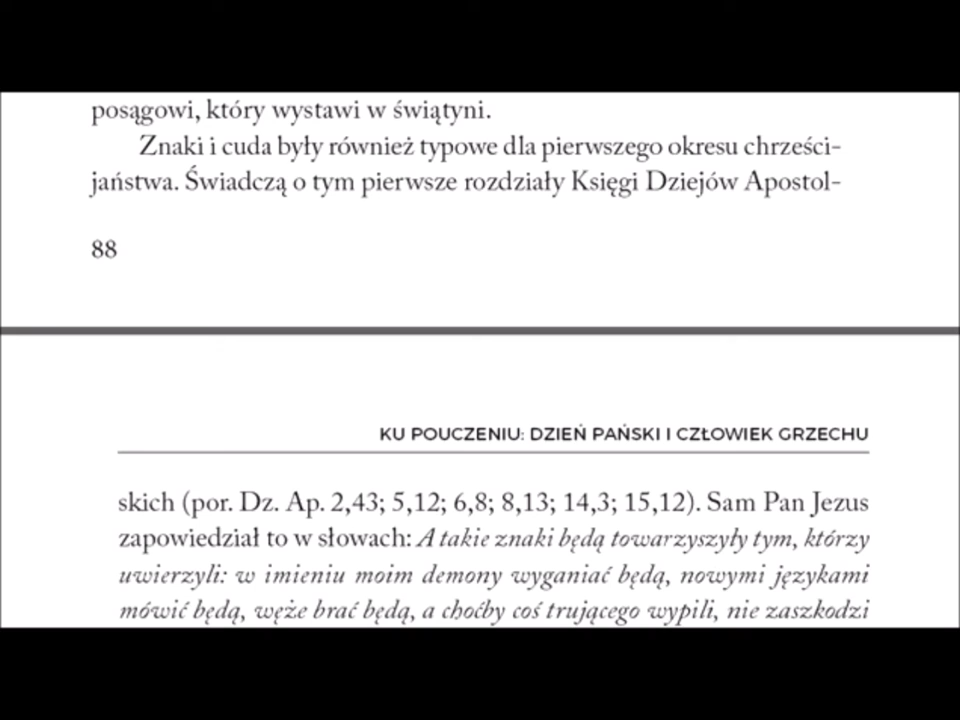 posągowi, który wystawi w świątyni.
Znaki i cuda były również typowe dla pierwszego okresu chrześci-
jaństwa. Świadczą o tym pierwsze rozdziały Księgi Dziejów Apostol-
88
KU POUCZENIU: DZIEŃ PAŃSKI I CZŁOWIEK GRZECHU
skich (por. Dz. Ap. 2,43; 5,12; 6,8; 8,13; 14,3; 15,12). Sam Pan Jezus
zapowiedział to w słowach: A takie znaki będą towarzyszyły tym, którzy
uwierzyli: w imieniu moim demony wyganiać będą, nowymi językami
mówić będą, węże brać będą, a choćby coś trującego wypili, nie zaszkodzi